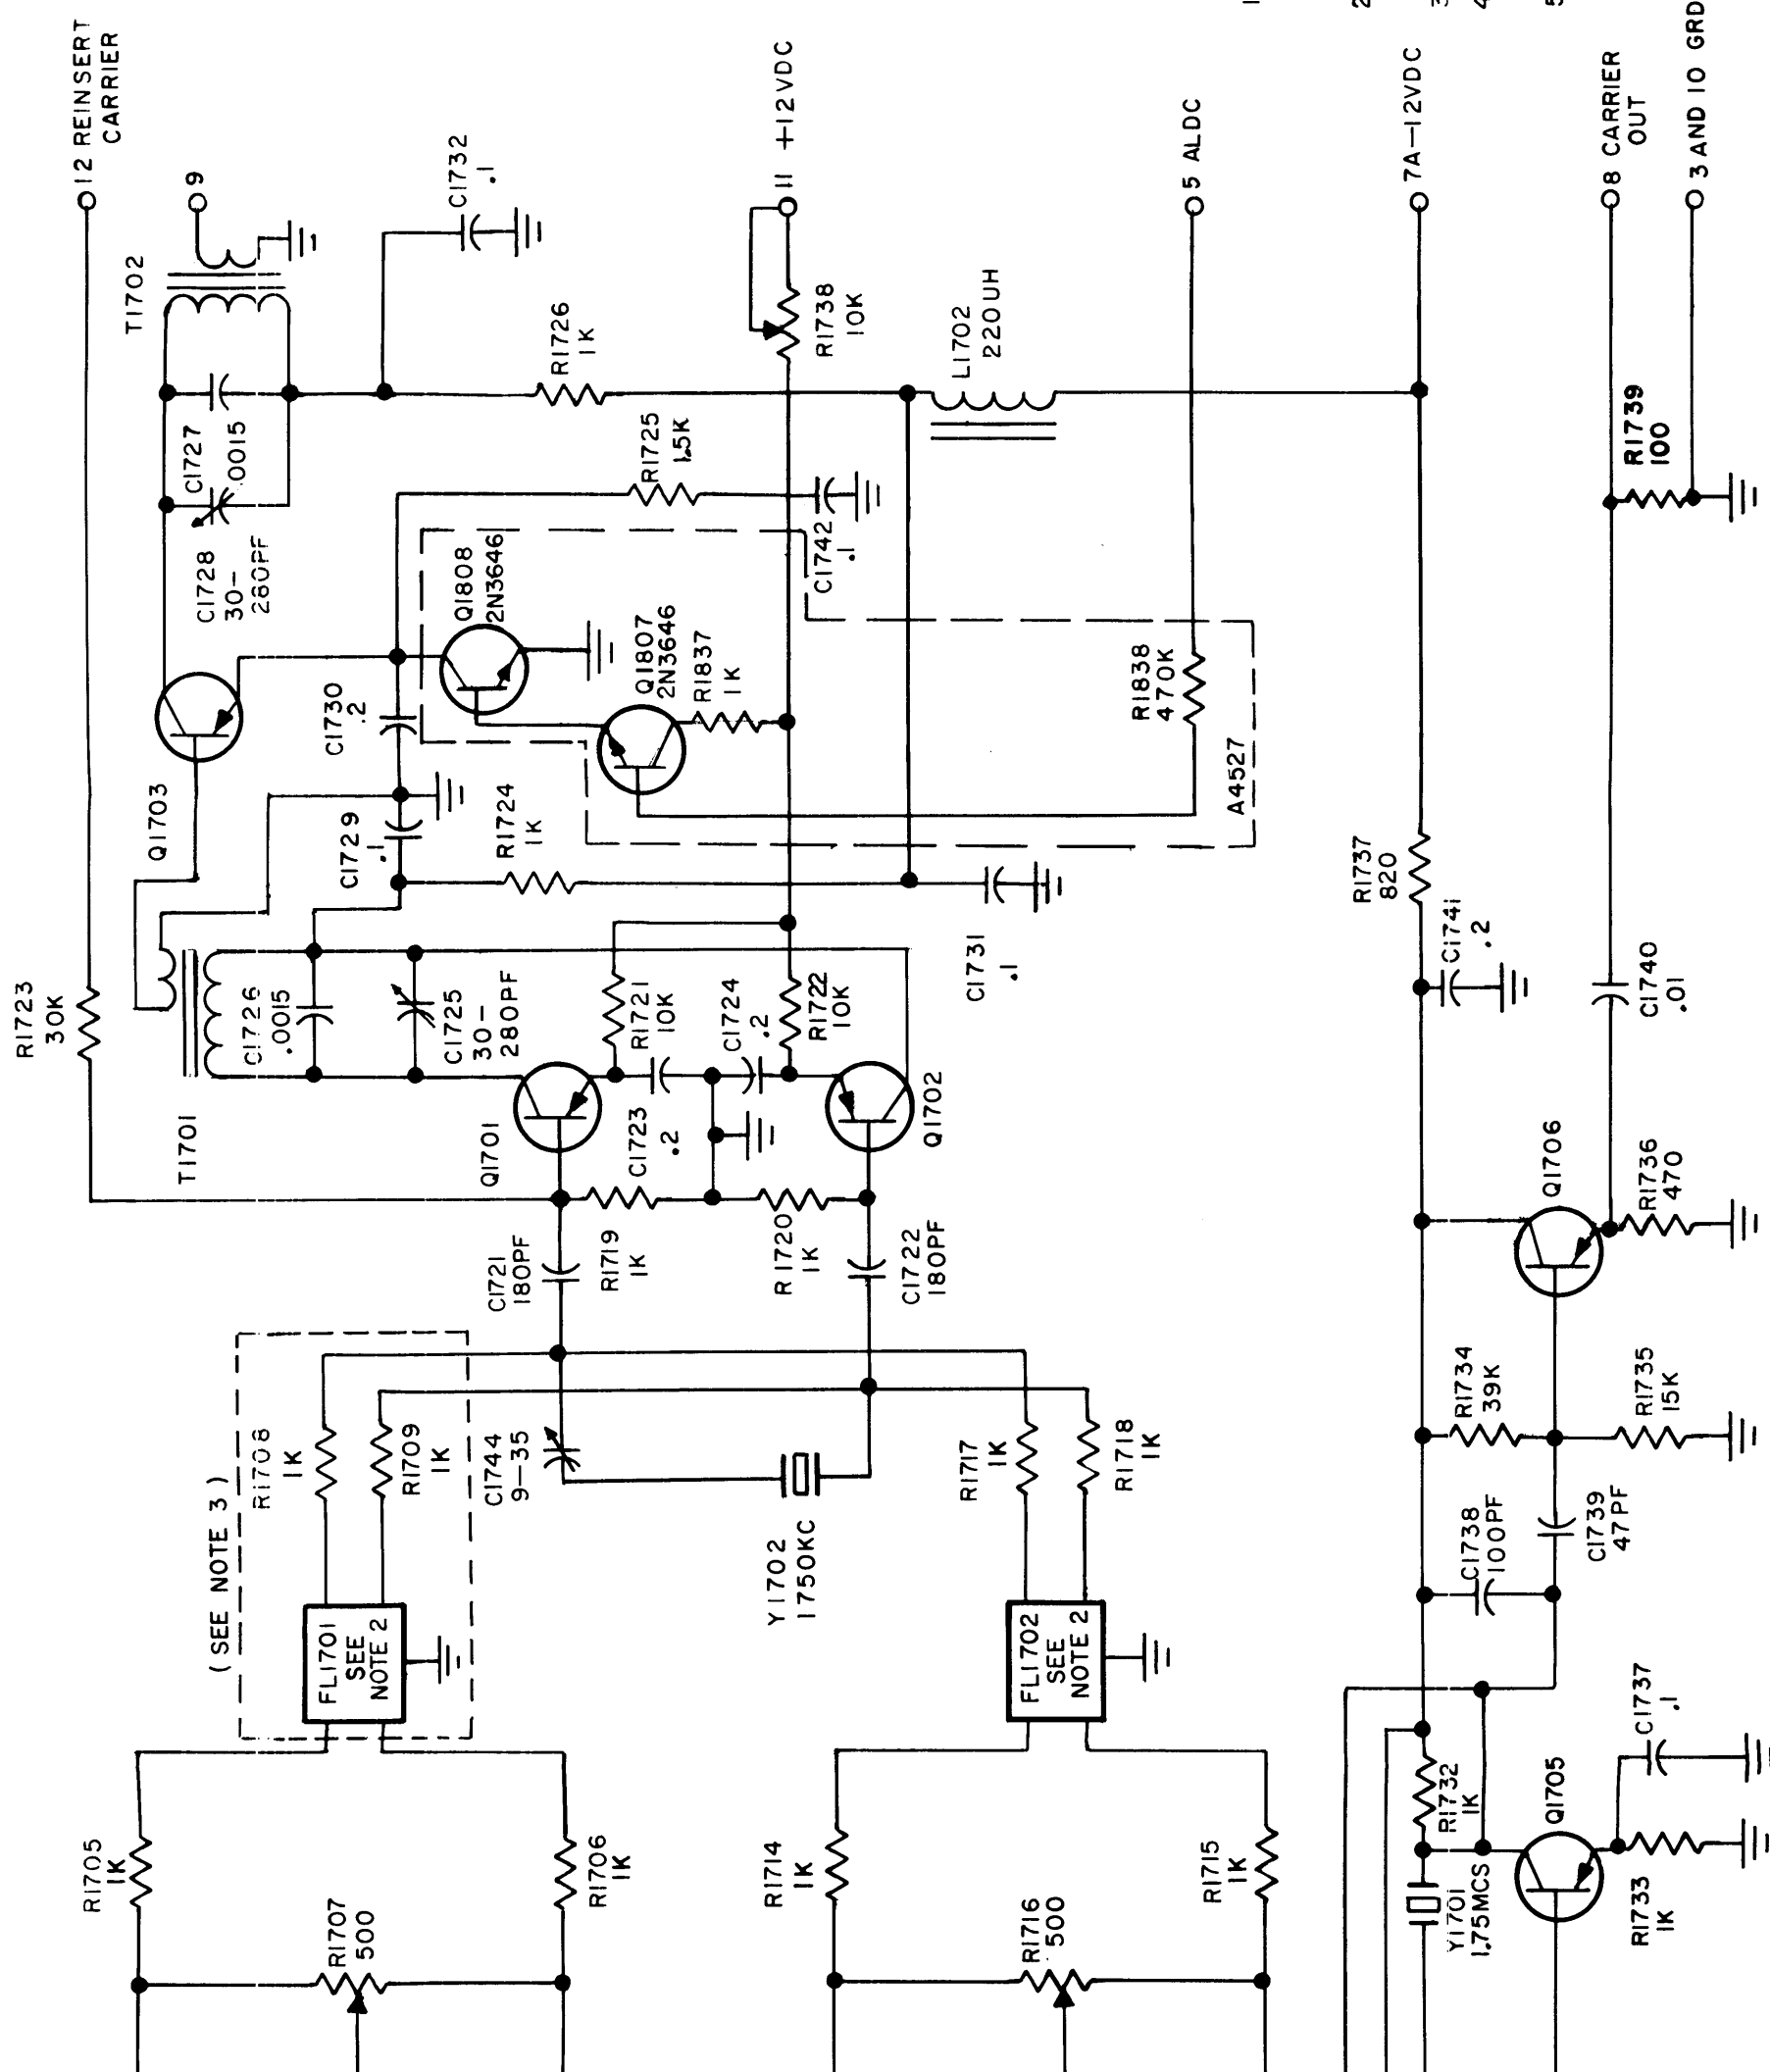 12 REINSERT
CARRIER
9
T1702
C1732
.1
11 +12VDC
5 ALDC
7A-12VDC
8 CARRIER
OUT
3 AND 10 GRD
1
2
3
4
5
R1726
1K
R1738
10K
L1702
220UH
R1739
100
C1727
.0015
C1728
30-
280PF
R1725
1.5K
C1742
.1
Q1808
2N3646
Q1807
2N3646
R1837
1K
R1838
470K
A4527
Q1703
C1730
.2
C1729
.1
R1724
1K
C1731
.1
R1737
820
C1741
.2
C1740
.01
R1723
30K
T1701
C1726
.0015
C1725
30-
280PF
R1721
10K
C1724
.2
R1722
10K
Q1701
C1723
.2
Q1702
C1721
180PF
R1719
1K
R1720
1K
C1722
180PF
Q1706
R1736
470
(SEE NOTE 3)
R1708
1K
R1709
1K
C1744
9-35
Y1702
1750KC
R1717
1K
R1718
1K
R1734
39K
R1735
15K
C1738
100PF
C1739
47PF
FL1701
SEE
NOTE 2
FL1702
SEE
NOTE 2
C1737
.1
R1705
1K
R1706
1K
R1707
500
R1714
1K
R1715
1K
R1716
500
R1732
1K
Y1701
1.75MCS
Q1705
R1733
1K